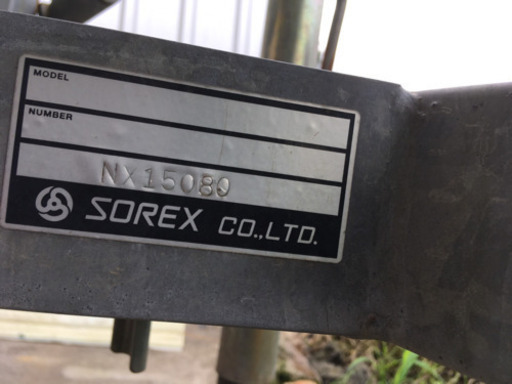 MODEL
NUMBER
NX15080
SOREX CO.,LTD.